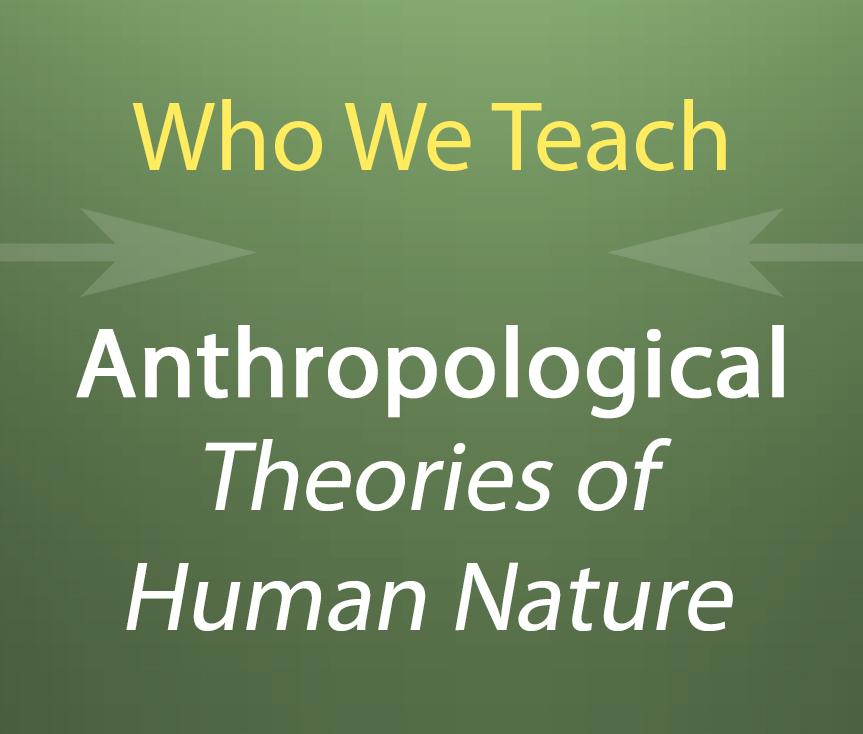 Who We Teach
Anthropological
Theories of
Human Nature